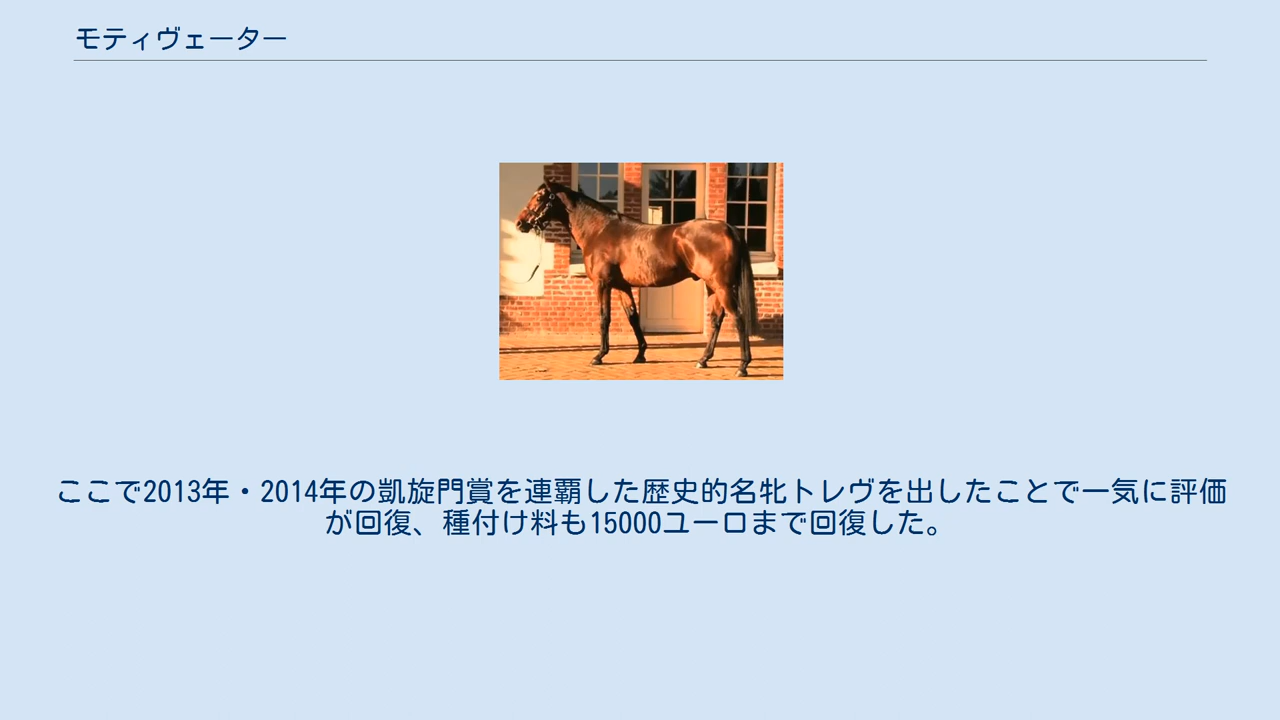 モティヴェーター
ここで2013年・2014年の凱旋門賞を連覇した歴史的名牝トレヴを出したことで一気に評価
が回復、種付け料も15000ユーロまで回復した。